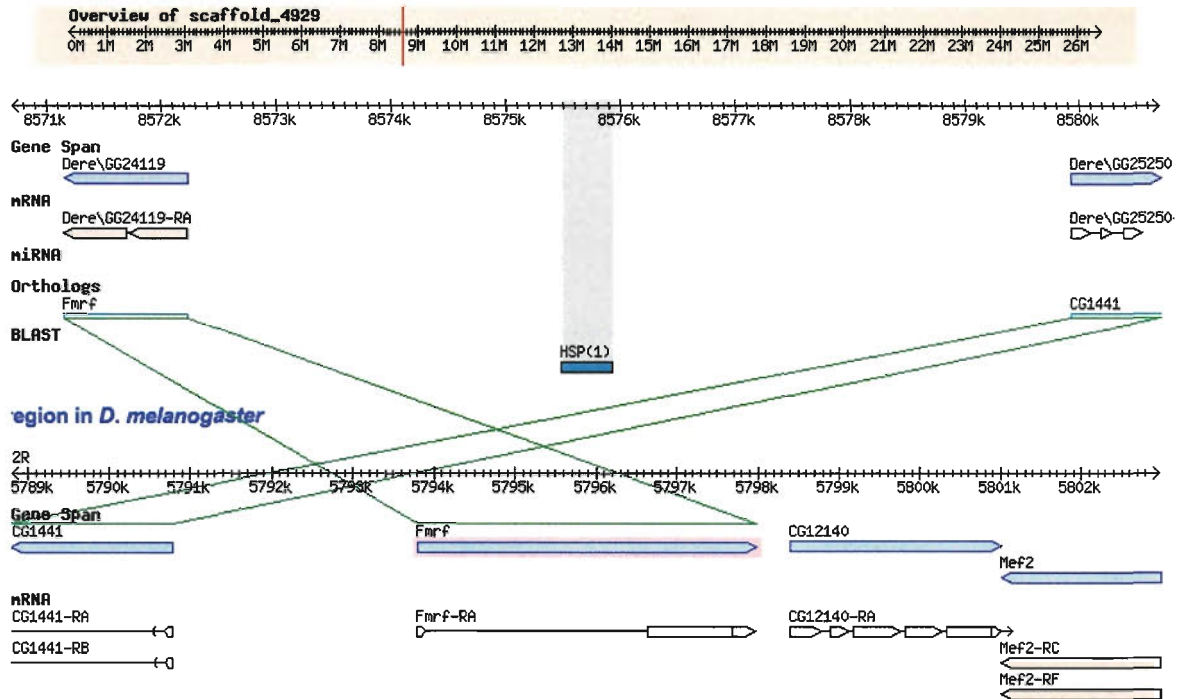 Overview of scaffold_4929
0M 1M 2M 3M 4M 5M 6M 7M 8M 9M 10M 11M 12M 13M 14M 15M 16M 17M 18M 19M 20M 21M 22M 23M 24M 25M 26M
8571k 8572k 8573k 8574k 8575k 8576k 8577k 8578k 8579k 8580k
Gene Span
Dere\GG24119 Dere\GG25250
mRNA
Dere\GG24119-RA Dere\GG25250-
miRNA
Orthologs
Fmrf CG1441
BLAST
HSP(1)
region in D. melanogaster
2R
5789k 5790k 5791k 5792k 5793k 5794k 5795k 5796k 5797k 5798k 5799k 5800k 5801k 5802k
Gene Span
CG1441 Fmrf CG12140
Mef2
mRNA
CG1441-RA Fmrf-RA CG12140-RA
CG1441-RB Mef2-RC
Mef2-RF